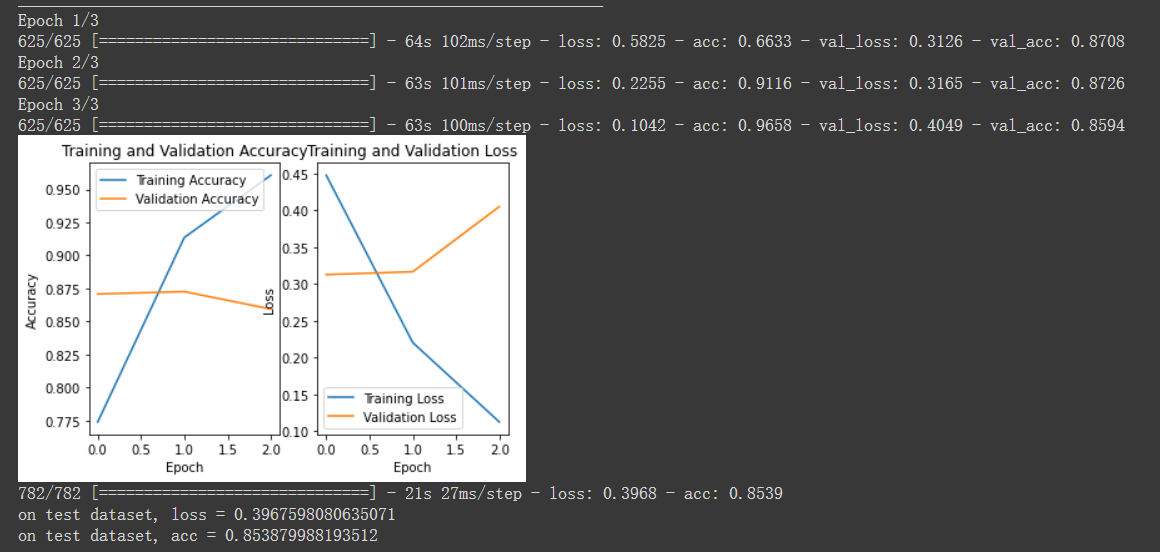 Epoch 1/3
625/625 [==============================] - 64s 102ms/step - loss: 0.5825 - acc: 0.6633 - val_loss: 0.3126 - val_acc: 0.8708
Epoch 2/3
625/625 [==============================] - 63s 101ms/step - loss: 0.2255 - acc: 0.9116 - val_loss: 0.3165 - val_acc: 0.8726
Epoch 3/3
625/625 [==============================] - 63s 100ms/step - loss: 0.1042 - acc: 0.9658 - val_loss: 0.4049 - val_acc: 0.8594
Training and Validation Accuracy
Training Accuracy
Validation Accuracy
Accuracy
0.950
0.925
0.900
0.875
0.850
0.825
0.800
0.775
0.0 0.5 1.0 1.5 2.0
Epoch
Training and Validation Loss
Loss
0.45
0.40
0.35
0.30
0.25
0.20
0.15
0.10
Training Loss
Validation Loss
0.0 0.5 1.0 1.5 2.0
Epoch
782/782 [==============================] - 21s 27ms/step - loss: 0.3968 - acc: 0.8539
on test dataset, loss = 0.3967598080635071
on test dataset, acc = 0.853879988193512